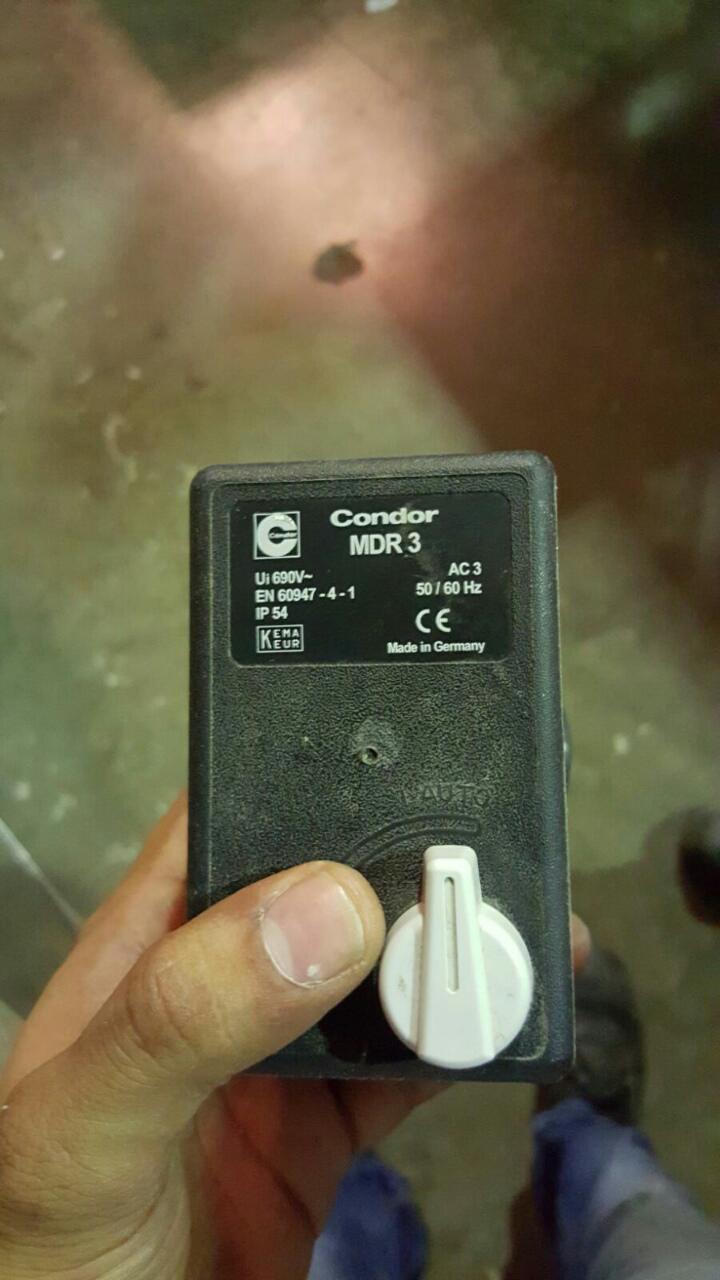 Condor
Condor
MDR 3
Ui 690V~
AC 3
EN 60947 - 4 - 1
50 / 60 Hz
IP 54
CE
KEMA
KEUR
Made in Germany
AUTO